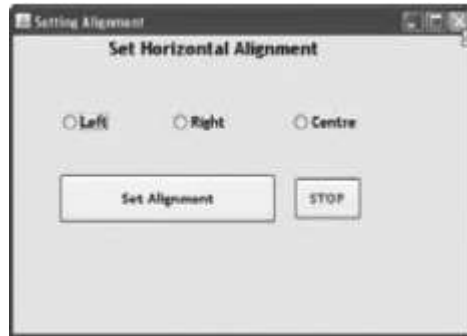 Setting Alignment
Set Horizontal Alignment
Left Right Centre
Set Alignment STOP